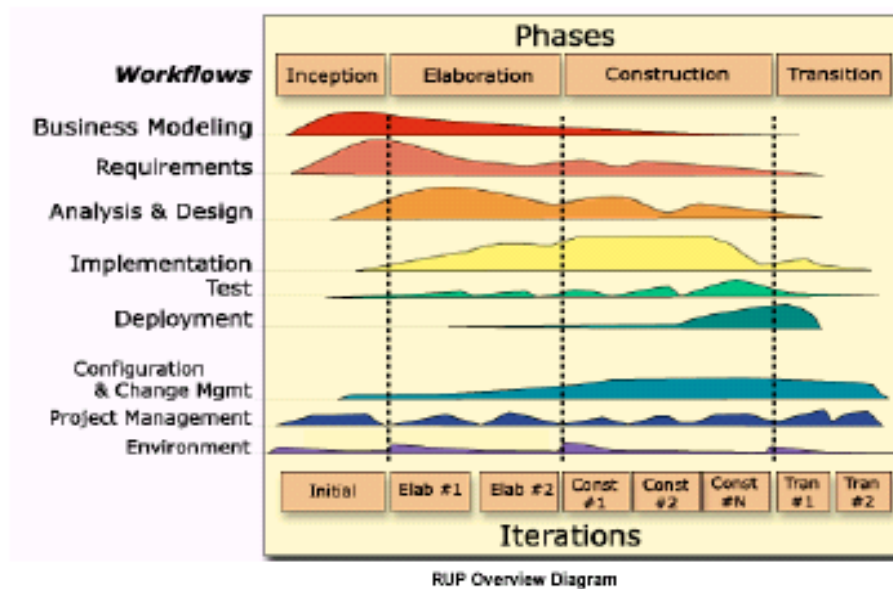 Phases
Workflows
Inception
Elaboration
Construction
Transition
Business Modeling
Requirements
Analysis & Design
Implementation
Test
Deployment
Configuration
& Change Mgmt
Project Management
Environment
Initial
Elab #1
Elab #2
Const
#1
Const
#2
Const
#N
Tran
#1
Tran
#2
Iterations
RUP Overview Diagram